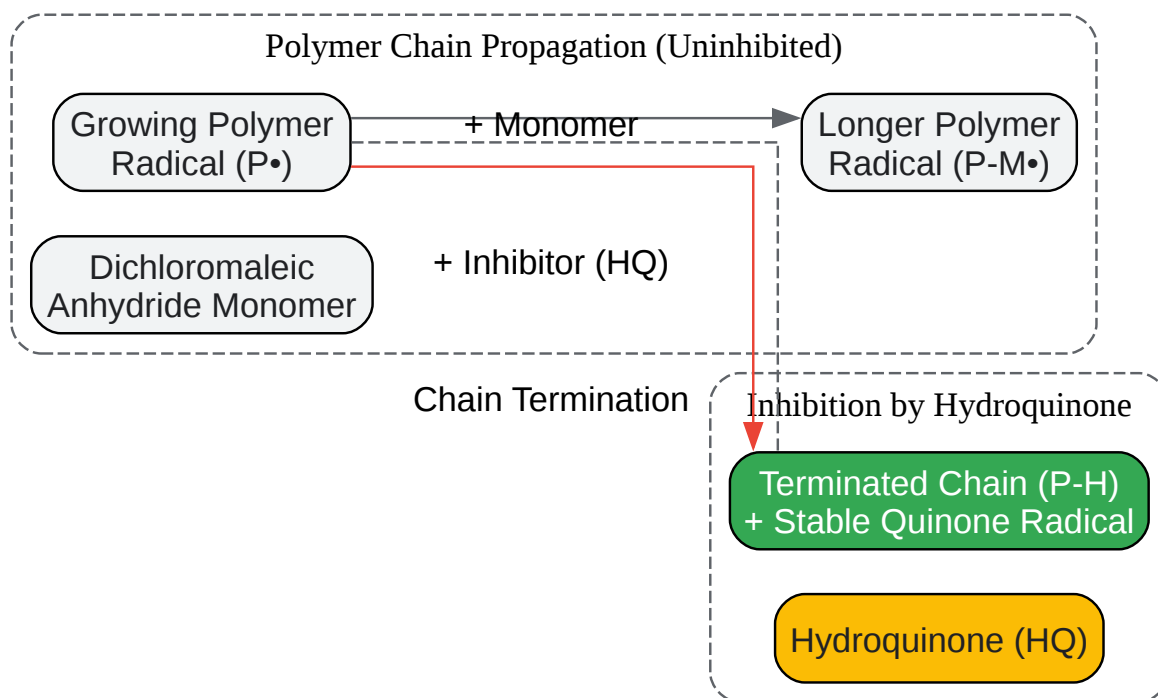 Polymer Chain Propagation (Uninhibited)
Growing Polymer
Radical (P•)
+ Monomer
Longer Polymer
Radical (P-M•)
Dichloromaleic
Anhydride Monomer
+ Inhibitor (HQ)
Chain Termination
Inhibition by Hydroquinone
Terminated Chain (P-H)
+ Stable Quinone Radical
Hydroquinone (HQ)